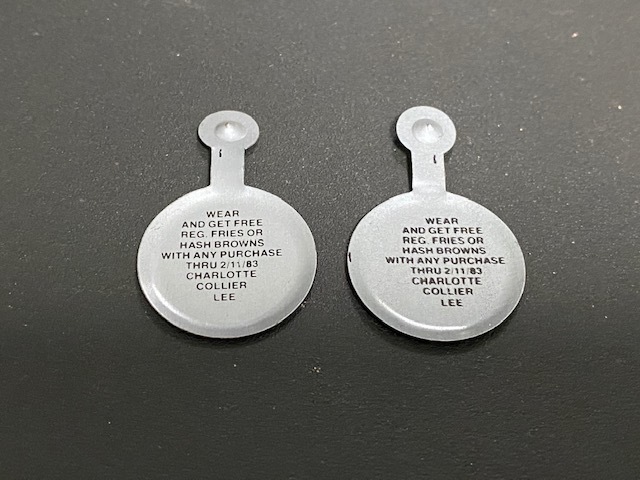 WEAR
AND GET FREE
REG. FRIES OR
HASH BROWNS
WITH ANY PURCHASE
THRU 2/11/83
CHARLOTTE
COLLIER
LEE
WEAR
AND GET FREE
REG. FRIES OR
HASH BROWNS
WITH ANY PURCHASE
THRU 2/11/83
CHARLOTTE
COLLIER
LEE